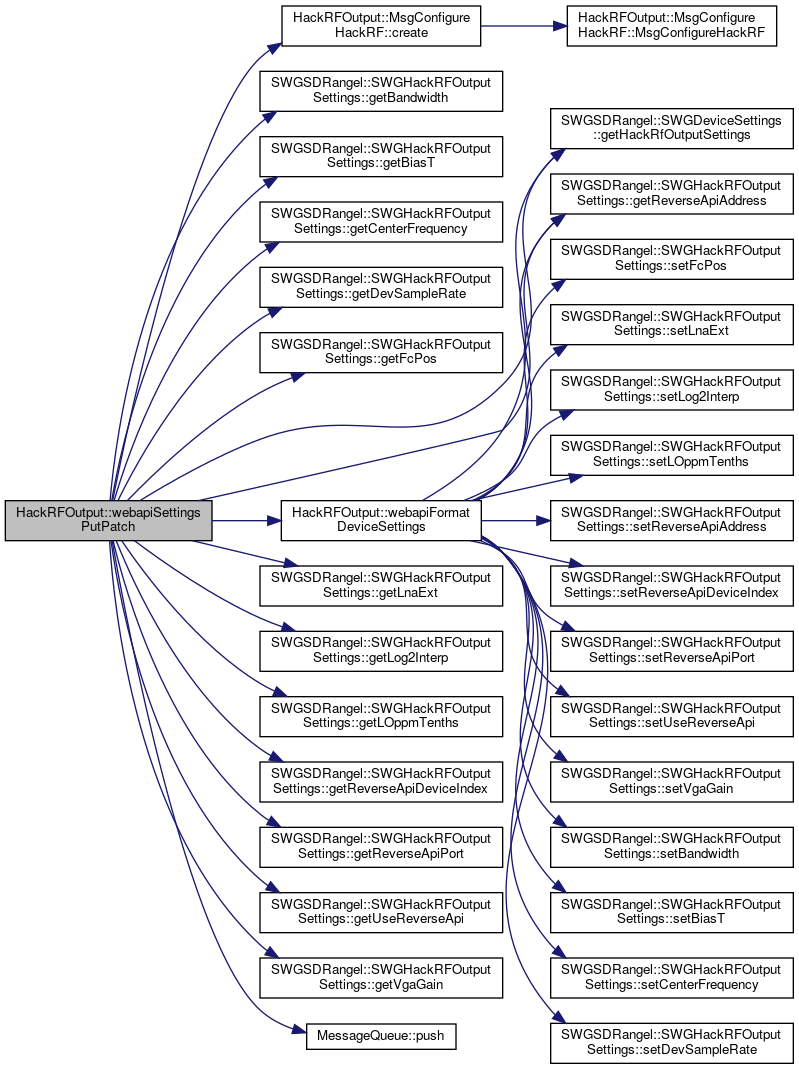 HackRFOutput::webapiSettings
PutPatch
HackRFOutput::MsgConfigure
HackRF::create
HackRFOutput::MsgConfigure
HackRF::MsgConfigureHackRF
SWGSDRangel::SWGHackRFOutput
Settings::getBandwidth
SWGSDRangel::SWGHackRFOutput
Settings::getBiasT
SWGSDRangel::SWGHackRFOutput
Settings::getCenterFrequency
SWGSDRangel::SWGHackRFOutput
Settings::getDevSampleRate
SWGSDRangel::SWGHackRFOutput
Settings::getFcPos
HackRFOutput::webapiFormat
DeviceSettings
SWGSDRangel::SWGHackRFOutput
Settings::getLnaExt
SWGSDRangel::SWGHackRFOutput
Settings::getLog2Interp
SWGSDRangel::SWGHackRFOutput
Settings::getLOppmTenths
SWGSDRangel::SWGHackRFOutput
Settings::getReverseApiDeviceIndex
SWGSDRangel::SWGHackRFOutput
Settings::getReverseApiPort
SWGSDRangel::SWGHackRFOutput
Settings::getUseReverseApi
SWGSDRangel::SWGHackRFOutput
Settings::getVgaGain
MessageQueue::push
SWGSDRangel::SWGDeviceSettings
::getHackRfOutputSettings
SWGSDRangel::SWGHackRFOutput
Settings::getReverseApiAddress
SWGSDRangel::SWGHackRFOutput
Settings::setFcPos
SWGSDRangel::SWGHackRFOutput
Settings::setLnaExt
SWGSDRangel::SWGHackRFOutput
Settings::setLog2Interp
SWGSDRangel::SWGHackRFOutput
Settings::setLOppmTenths
SWGSDRangel::SWGHackRFOutput
Settings::setReverseApiAddress
SWGSDRangel::SWGHackRFOutput
Settings::setReverseApiDeviceIndex
SWGSDRangel::SWGHackRFOutput
Settings::setReverseApiPort
SWGSDRangel::SWGHackRFOutput
Settings::setUseReverseApi
SWGSDRangel::SWGHackRFOutput
Settings::setVgaGain
SWGSDRangel::SWGHackRFOutput
Settings::setBandwidth
SWGSDRangel::SWGHackRFOutput
Settings::setBiasT
SWGSDRangel::SWGHackRFOutput
Settings::setCenterFrequency
SWGSDRangel::SWGHackRFOutput
Settings::setDevSampleRate